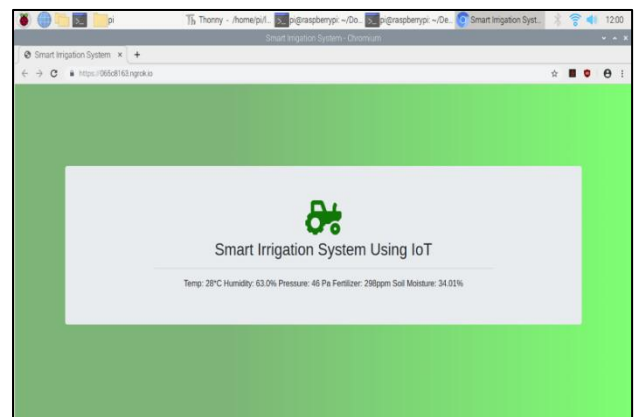 pi
Thonny - /home/pi/l...
pi@raspberrypi: ~/Do...
pi@raspberrypi: ~/De...
Smart Irrigation Syst...
12:00
Smart Irrigation System - Chromium
Smart Irrigation System
https://
.ngrok.io
Smart Irrigation System Using IoT
Temp: 28°C Humidity: 63.0% Pressure: 46 Pa Fertilizer: 298ppm Soil Moisture: 34.01%